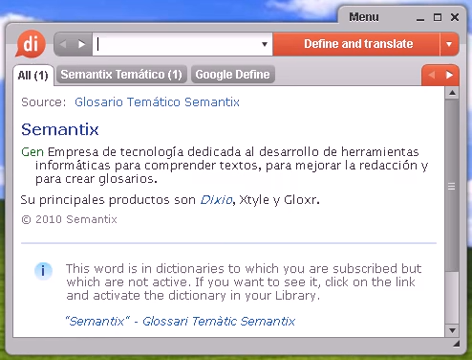 Menu
di
Define and translate
All (1)
Semantix Temático (1)
Google Define
Source: Glosario Temático Semantix
Semantix
Gen Empresa de tecnología dedicada al desarrollo de herramientas
informáticas para comprender textos, para mejorar la redacción y
para crear glosarios.
Su principales productos son Dixio, Xtyle y Gloxr.
© 2010 Semantix
i
This word is in dictionaries to which you are subscribed but
which are not active. If you want to see it, click on the link
and activate the dictionary in your Library.
"Semantix" - Glossari Temàtic Semantix